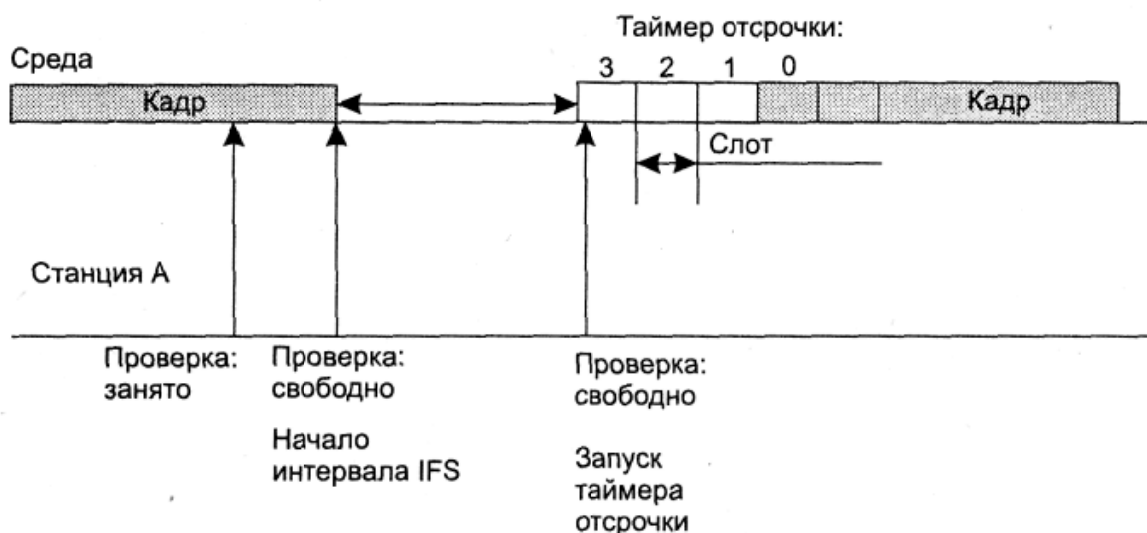 Таймер отсрочки:
Среда
3 2 1 0
Кадр
Кадр
Слот
Станция А
Проверка:
занято
Проверка:
свободно
Начало
интервала IFS
Проверка:
свободно
Запуск
таймера
отсрочки